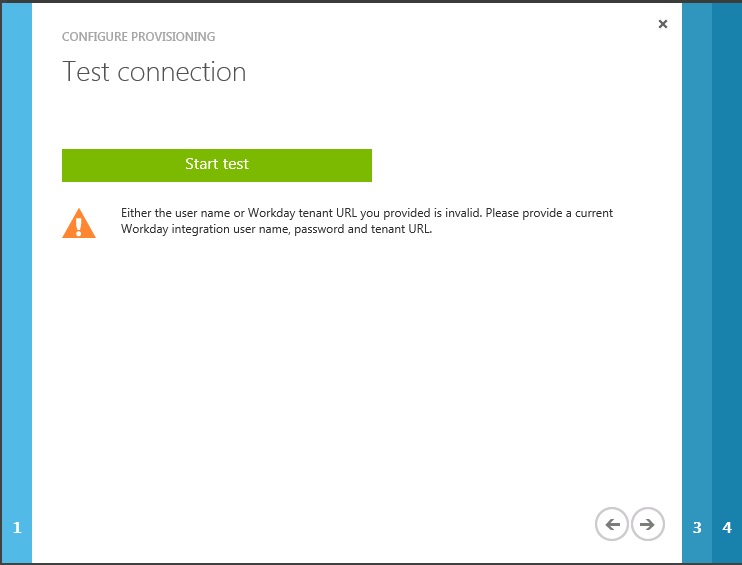 CONFIGURE PROVISIONING
Test connection
Start test
Either the user name or Workday tenant URL you provided is invalid. Please provide a current
Workday integration user name, password and tenant URL.
1
3
4